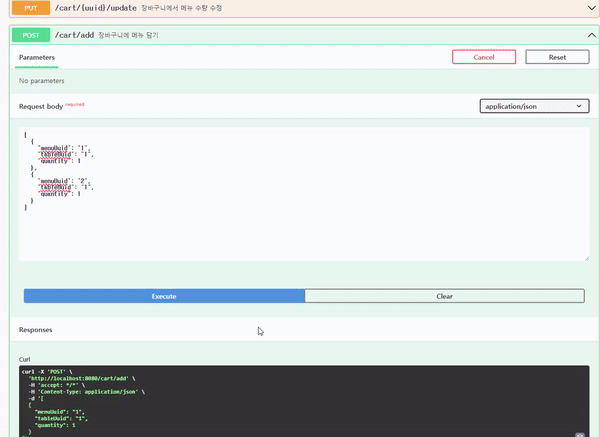 PUT /cart/{uuid}/update 장바구니에서 메뉴 수량 수정
POST /cart/add 장바구니에 메뉴 담기
Parameters Cancel Reset
No parameters
Request body required application/json
[
{
"menuUuid": "1",
"tableUuid": "1",
"quantity": 1
},
{
"menuUuid": "2",
"tableUuid": "1",
"quantity": 1
}
]
Execute Clear
Responses
Curl
curl -X 'POST' \
'http://localhost:8080/cart/add' \
-H 'accept: */*' \
-H 'Content-Type: application/json' \
-d '[
{
"menuUuid": "1",
"tableUuid": "1",
"quantity": 1
}